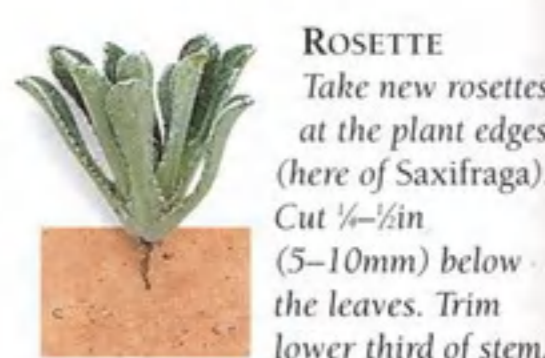 ROSETTE
Take new rosettes
at the plant edges
(here of Saxifraga).
Cut ¼–½in
(5–10mm) below
the leaves. Trim
lower third of stem.